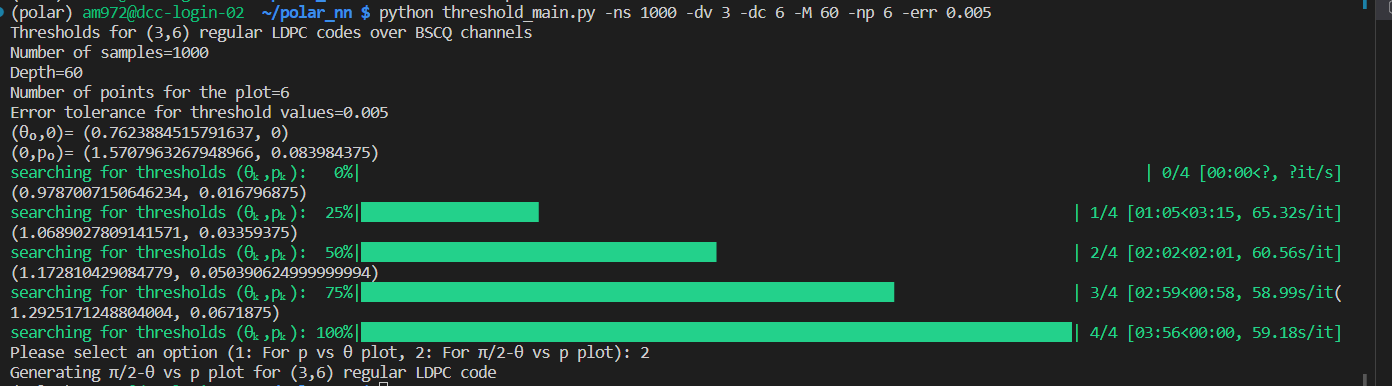 (polar) am972@dcc-login-02 ~/polar_nn $ python threshold_main.py -ns 1000 -dv 3 -dc 6 -M 60 -np 6 -err 0.005
Thresholds for (3,6) regular LDPC codes over BSCQ channels
Number of samples=1000
Depth=60
Number of points for the plot=6
Error tolerance for threshold values=0.005
(θ₀,0)= (0.7623884515791637, 0)
(0,p₀)= (1.5707963267948966, 0.083984375)
searching for thresholds (θₖ,pₖ):   0%| | 0/4 [00:00<?, ?it/s]
(0.9787007150646234, 0.016796875)
searching for thresholds (θₖ,pₖ):  25%| | 1/4 [01:05<03:15, 65.32s/it]
(1.0689027809141571, 0.03359375)
searching for thresholds (θₖ,pₖ):  50%| | 2/4 [02:02<02:01, 60.56s/it]
(1.172810429084779, 0.050390624999999994)
searching for thresholds (θₖ,pₖ):  75%| | 3/4 [02:59<00:58, 58.99s/it(
1.2925171248804004, 0.0671875)
searching for thresholds (θₖ,pₖ): 100%| | 4/4 [03:56<00:00, 59.18s/it]
Please select an option (1: For p vs θ plot, 2: For π/2-θ vs p plot): 2
Generating π/2-θ vs p plot for (3,6) regular LDPC code